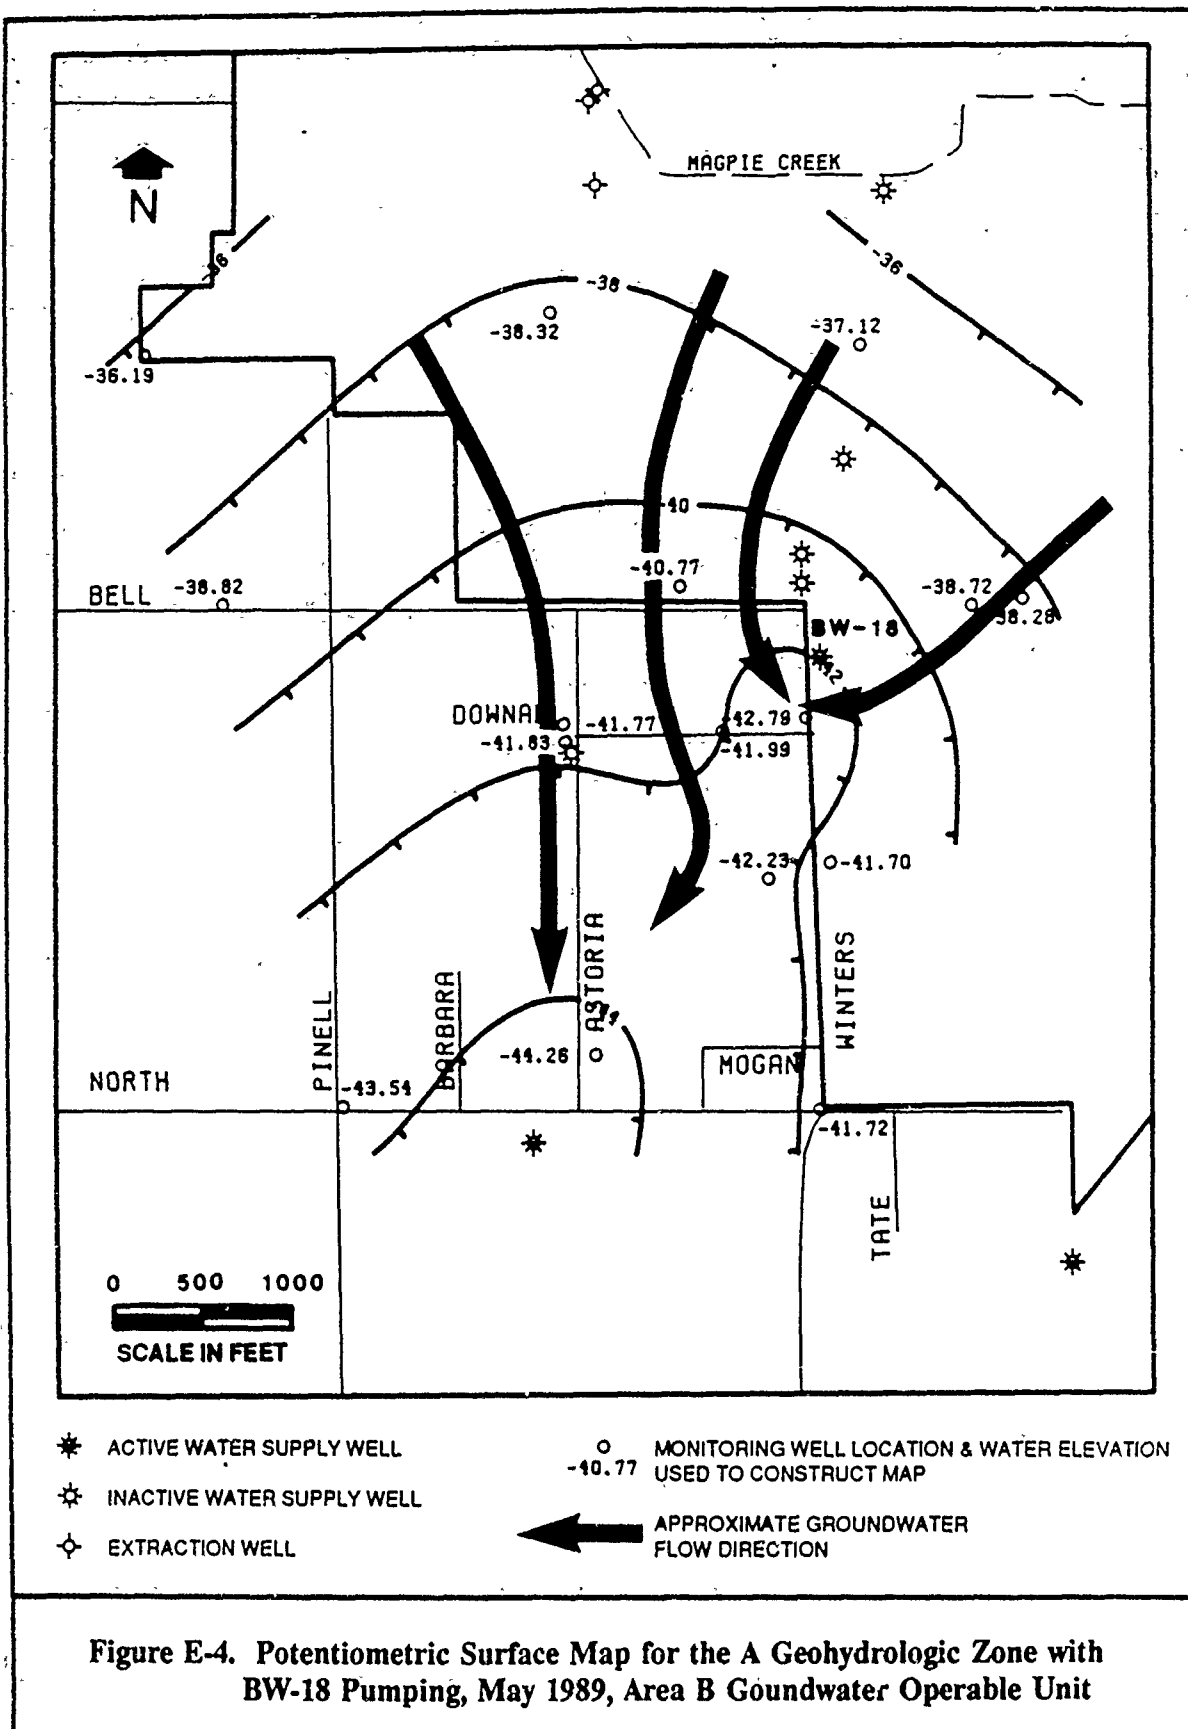 MAGPIE CREEK
N
-36
-36
-38
-38.32
-37.12
-36.19
-40
-40.77
-38.82
-38.72
BELL
38.28
BW-18
DOWNA
-41.77
-42.79
-41.83
-41.99
-42.23
-41.70
ASTORIA
WINTERS
BARBARA
PINELL
-44.26
MOGAN
NORTH
-43.54
-41.72
TATE
0 500 1000
SCALE IN FEET
ACTIVE WATER SUPPLY WELL
INACTIVE WATER SUPPLY WELL
EXTRACTION WELL
-40.77
MONITORING WELL LOCATION & WATER ELEVATION
USED TO CONSTRUCT MAP
APPROXIMATE GROUNDWATER
FLOW DIRECTION
Figure E-4. Potentiometric Surface Map for the A Geohydrologic Zone with
BW-18 Pumping, May 1989, Area B Goundwater Operable Unit